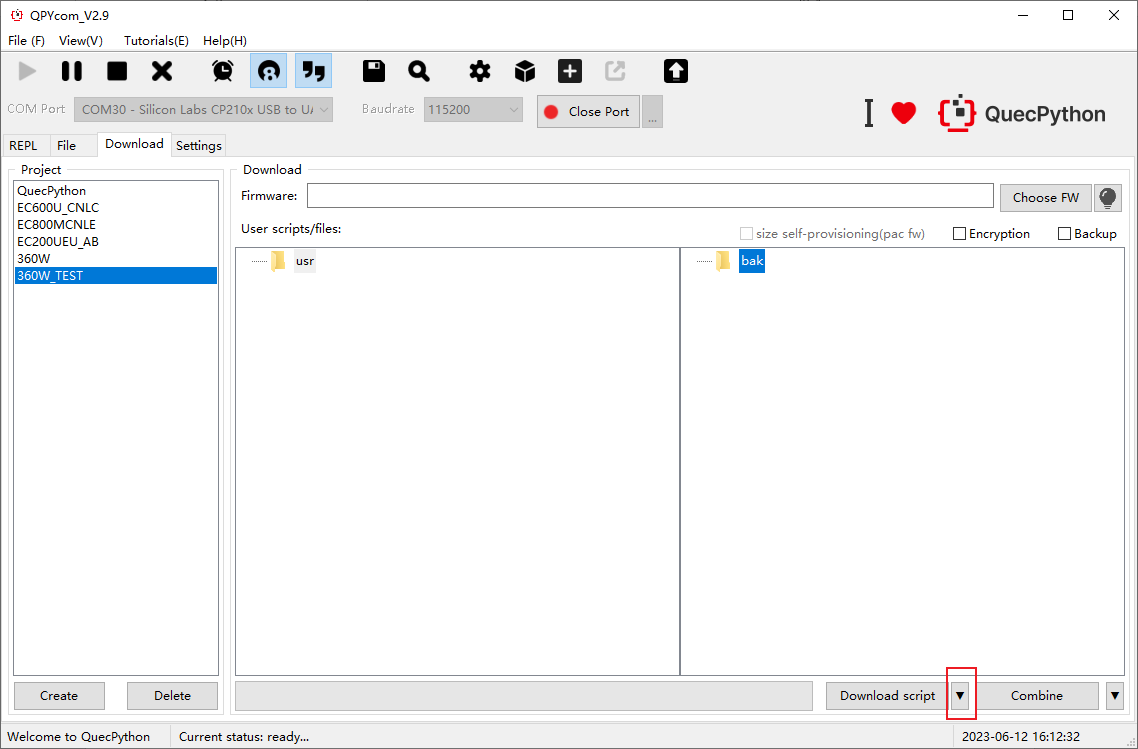 QPYcom_V2.9
File (F) View(V) Tutorials(E) Help(H)
COM Port COM30 - Silicon Labs CP210x USB to UA Baudrate 115200 Close Port ... I QuecPython
REPL File Download Settings
Project
QuecPython
EC600U_CNLC
EC800MCNLE
EC200UEU_AB
360W
360W_TEST
Create Delete
Download
Firmware: Choose FW
User scripts/files: size self-provisioning(pac fw) Encryption Backup
usr bak
Download script Combine
Welcome to QuecPython Current status: ready... 2023-06-12 16:12:32